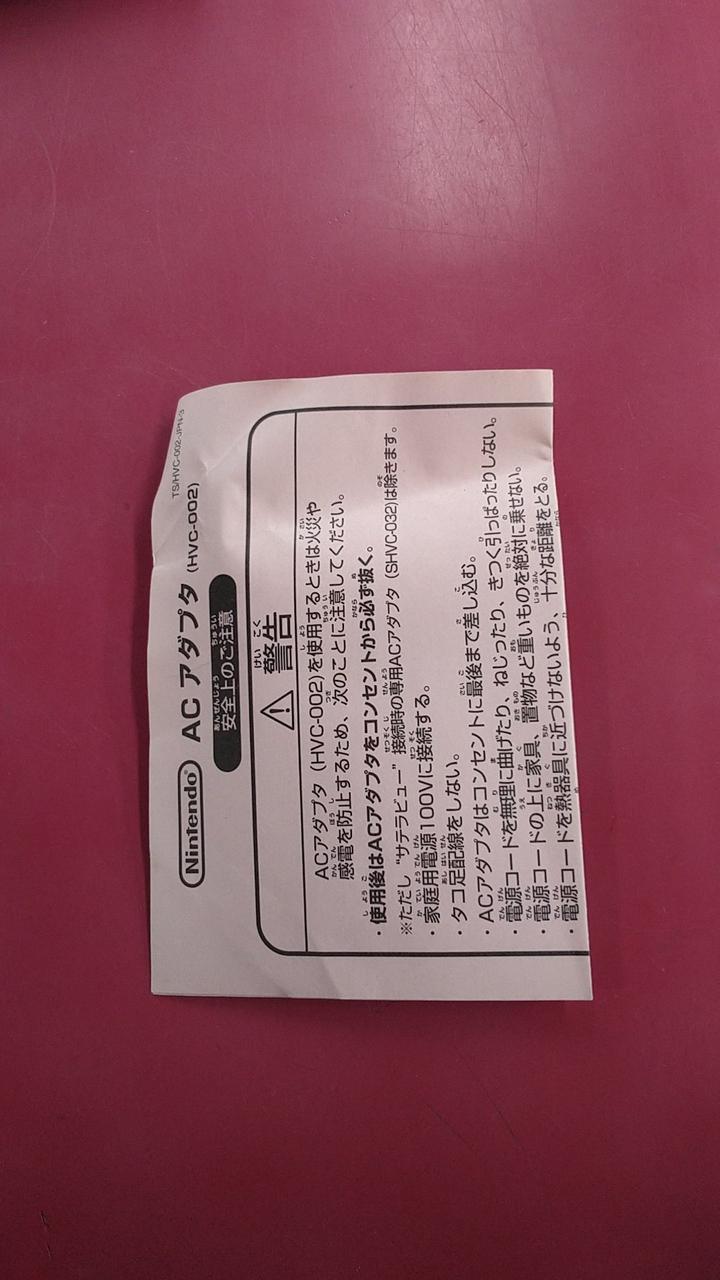 TS/HVC-002-JPN-3
Nintendo® AC アダプタ (HVC-002)
安全上のご注意
警告
ACアダプタ (HVC-002)を使用するときは火災や
感電を防止するため、次のことに注意してください。
・使用後はACアダプタをコンセントから必ず抜く。
※ただし "サテラビュー" 接続時の専用ACアダプタ (SHVC-032)は除きます。
・家庭用電源100Vに接続する。
・タコ足配線をしない。
・ACアダプタはコンセントに最後まで差し込む。
・電源コードを無理に曲げたり、ねじったり、きつく引っぱったりしない。
・電源コードの上に家具、置物など重いものを絶対に乗せない。
・電源コードを熱器具に近づけないよう、十分な距離をとる。